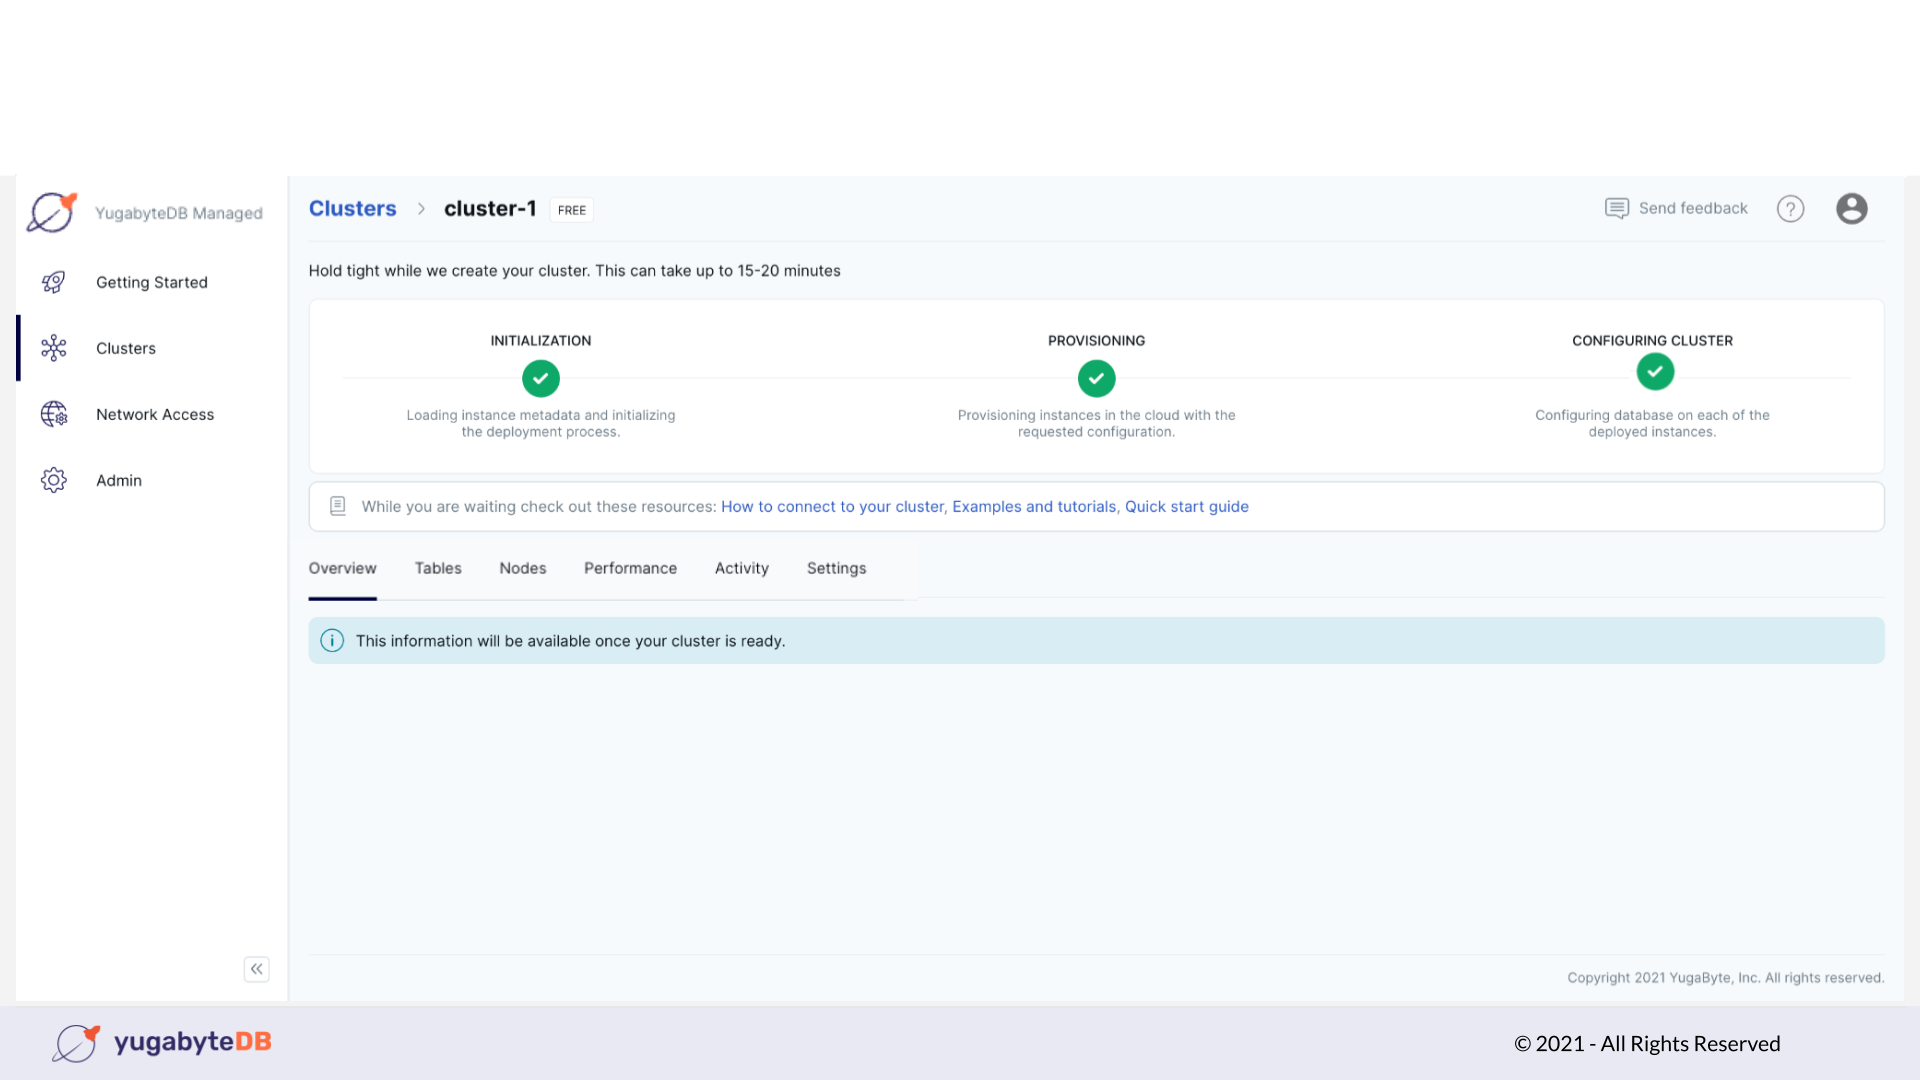 YugabyteDB Managed
Getting Started
Clusters
Network Access
Admin
Clusters > cluster-1 FREE
Send feedback
?
Hold tight while we create your cluster. This can take up to 15-20 minutes
INITIALIZATION
Loading instance metadata and initializing
the deployment process.
PROVISIONING
Provisioning instances in the cloud with the
requested configuration.
CONFIGURING CLUSTER
Configuring database on each of the
deployed instances.
While you are waiting check out these resources: How to connect to your cluster, Examples and tutorials, Quick start guide
Overview Tables Nodes Performance Activity Settings
This information will be available once your cluster is ready.
Copyright 2021 YugaByte, Inc. All rights reserved.
yugabyteDB
© 2021 - All Rights Reserved